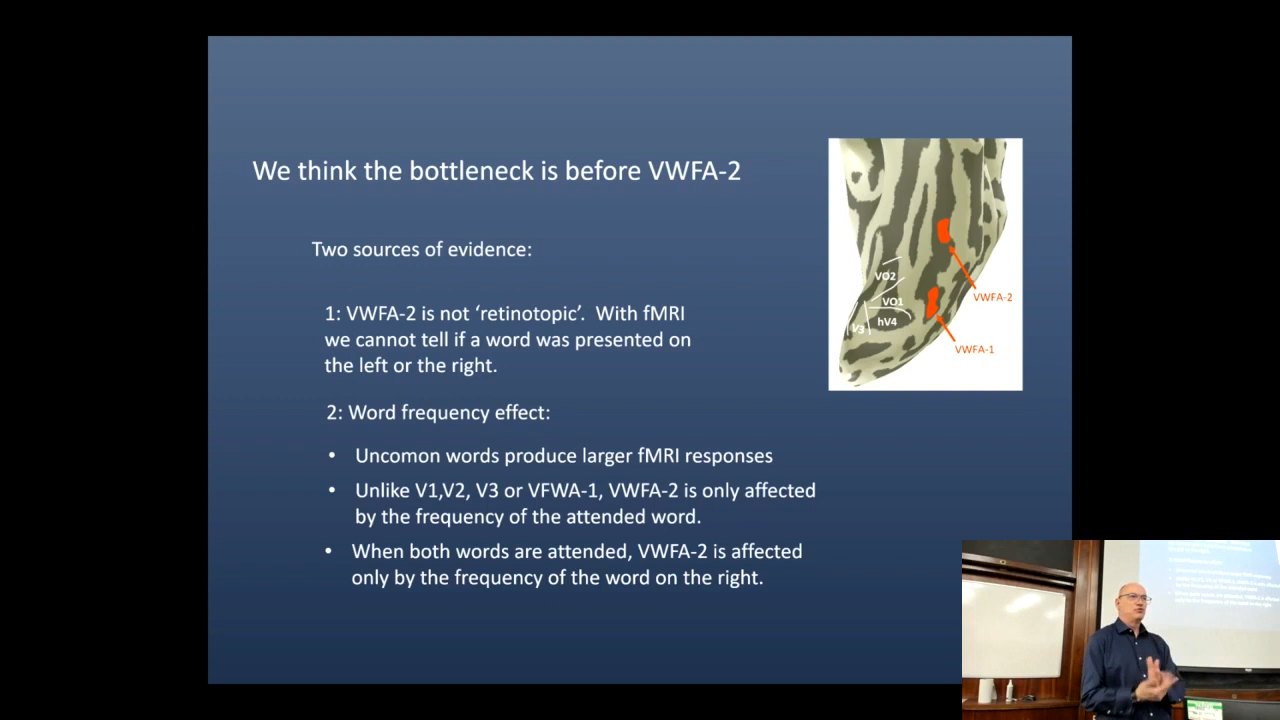 We think the bottleneck is before VWFA-2
Two sources of evidence:
1: VWFA-2 is not ‘retinotopic’. With fMRI
we cannot tell if a word was presented on
the left or the right.
2: Word frequency effect:
• Uncomon words produce larger fMRI responses
• Unlike V1,V2, V3 or VFWA-1, VWFA-2 is only affected
by the frequency of the attended word.
• When both words are attended, VWFA-2 is affected
only by the frequency of the word on the right.
VO2
VO1
hV4
V3
VWFA-2
VWFA-1